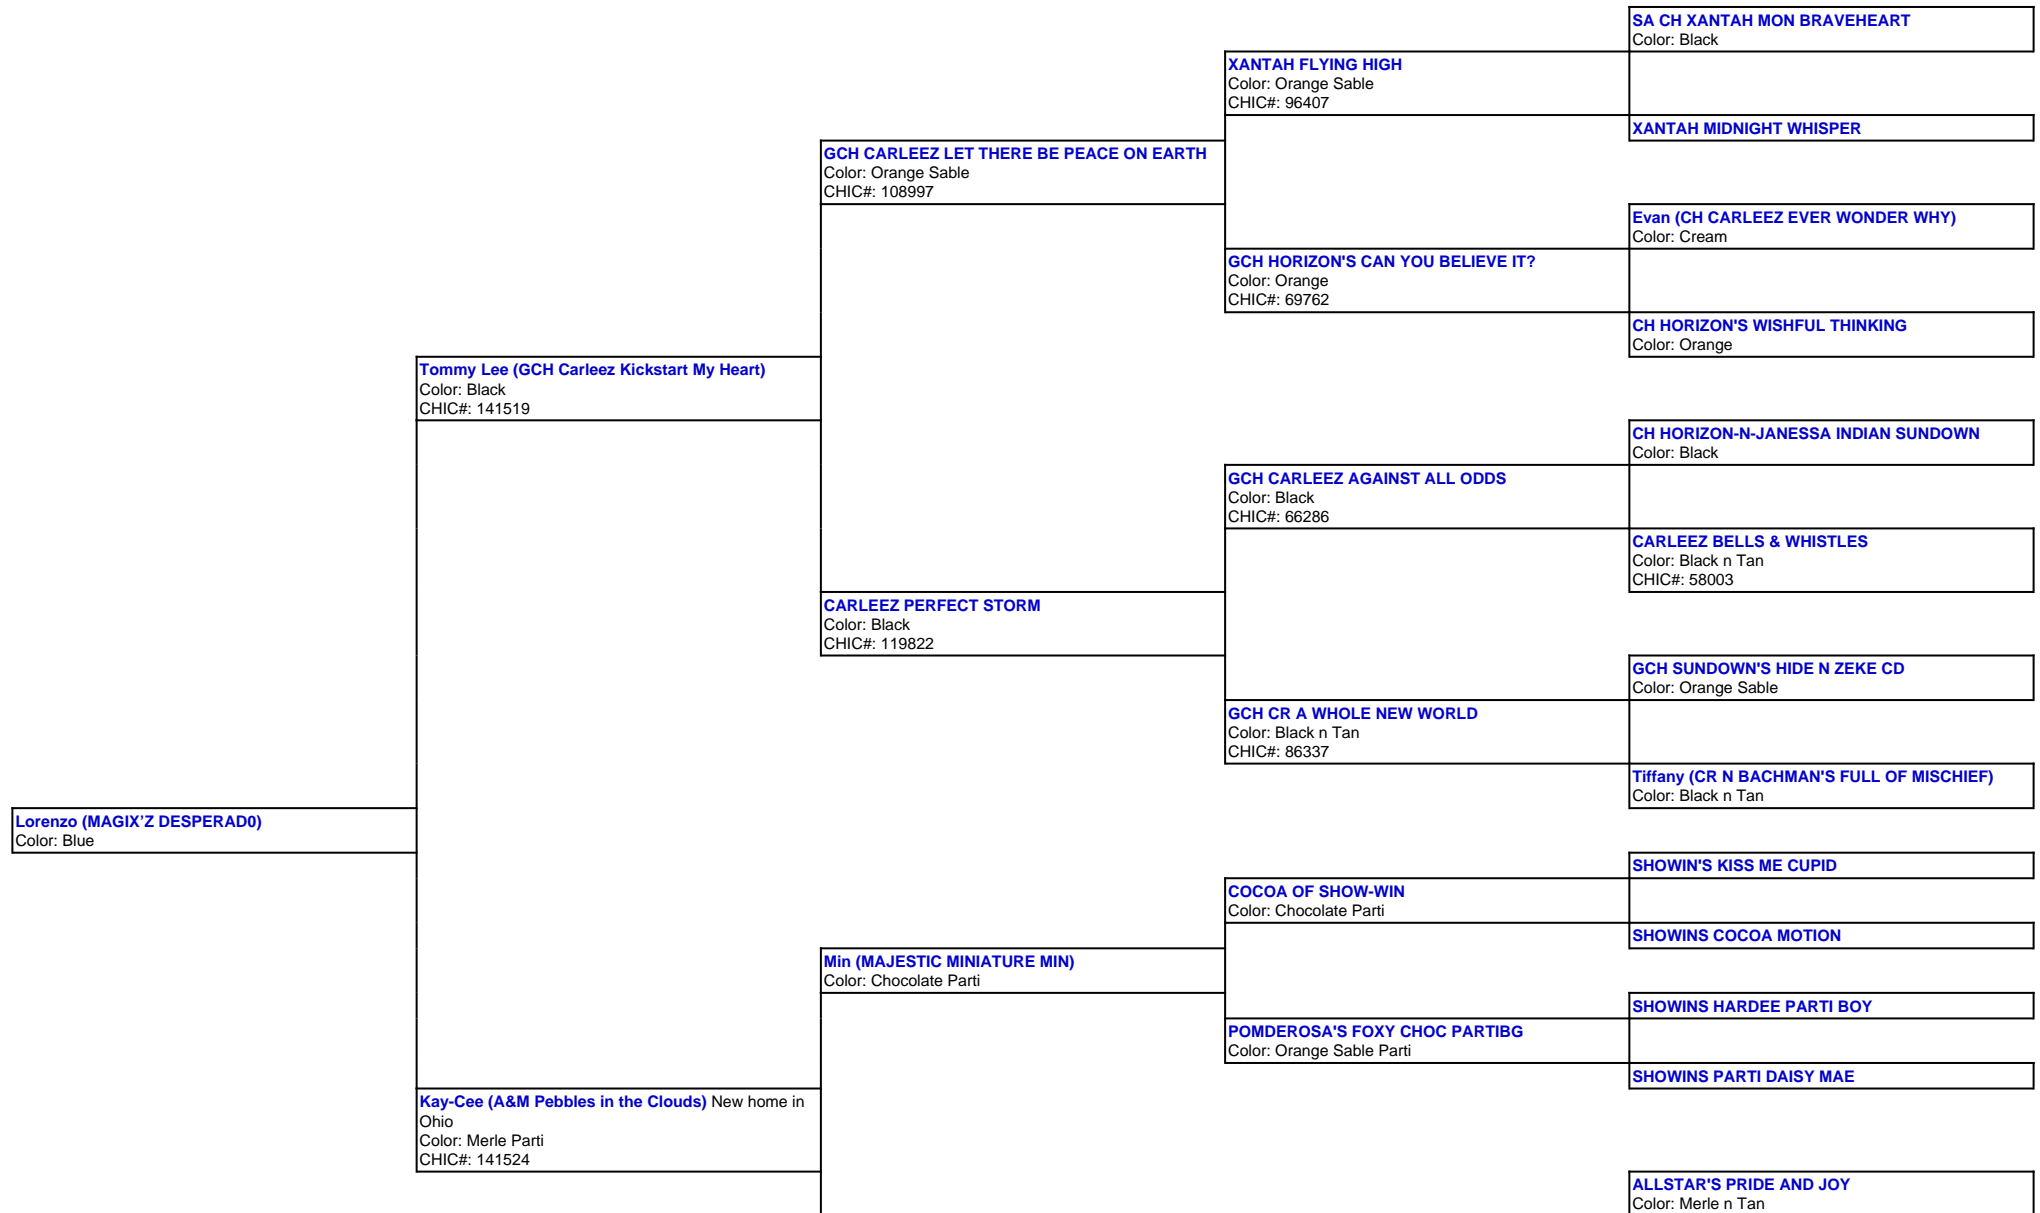 SA CH XANTAH MON BRAVEHEART
Color: Black
XANTAH FLYING HIGH
Color: Orange Sable
CHIC#: 96407
XANTAH MIDNIGHT WHISPER
GCH CARLEEZ LET THERE BE PEACE ON EARTH
Color: Orange Sable
CHIC#: 108997
Evan (CH CARLEEZ EVER WONDER WHY)
Color: Cream
GCH HORIZON'S CAN YOU BELIEVE IT?
Color: Orange
CHIC#: 69762
CH HORIZON'S WISHFUL THINKING
Color: Orange
Tommy Lee (GCH Carleez Kickstart My Heart)
Color: Black
CHIC#: 141519
CH HORIZON-N-JANESSA INDIAN SUNDOWN
Color: Black
GCH CARLEEZ AGAINST ALL ODDS
Color: Black
CHIC#: 66286
CARLEEZ BELLS & WHISTLES
Color: Black n Tan
CHIC#: 58003
CARLEEZ PERFECT STORM
Color: Black
CHIC#: 119822
GCH SUNDOWN'S HIDE N ZEKE CD
Color: Orange Sable
GCH CR A WHOLE NEW WORLD
Color: Black n Tan
CHIC#: 86337
Tiffany (CR N BACHMAN'S FULL OF MISCHIEF)
Color: Black n Tan
Lorenzo (MAGIX’Z DESPERAD0)
Color: Blue
SHOWIN'S KISS ME CUPID
COCOA OF SHOW-WIN
Color: Chocolate Parti
SHOWINS COCOA MOTION
Min (MAJESTIC MINIATURE MIN)
Color: Chocolate Parti
SHOWINS HARDEE PARTI BOY
POMDEROSA'S FOXY CHOC PARTIBG
Color: Orange Sable Parti
SHOWINS PARTI DAISY MAE
Kay-Cee (A&M Pebbles in the Clouds) New home in
Ohio
Color: Merle Parti
CHIC#: 141524
ALLSTAR'S PRIDE AND JOY
Color: Merle n Tan